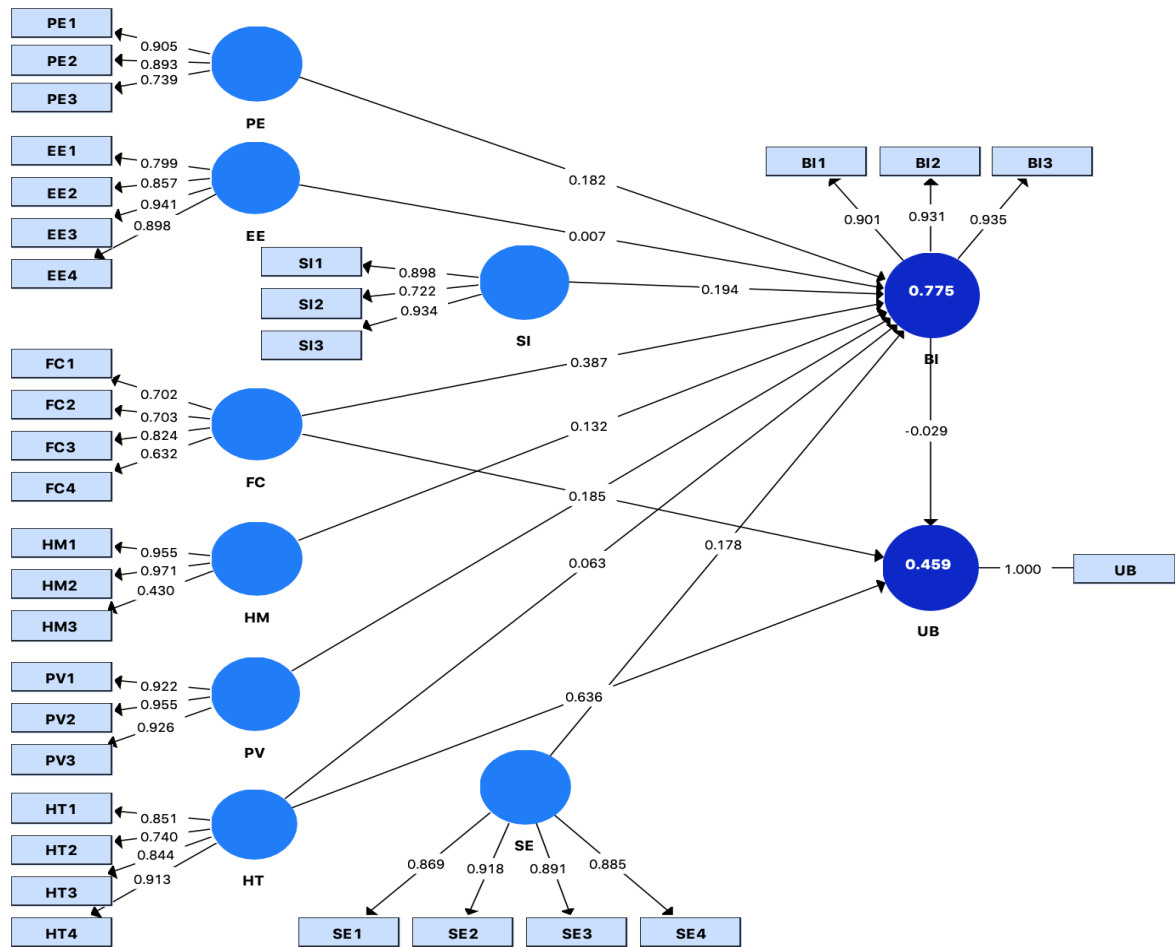 PE1
PE2
PE3
0.905
0.893
0.739
PE
EE1
EE2
EE3
EE4
0.799
0.857
0.941
0.898
EE
SI1
SI2
SI3
0.898
0.722
0.934
SI
FC1
FC2
FC3
FC4
0.702
0.703
0.824
0.632
FC
HM1
HM2
HM3
0.955
0.971
0.430
HM
PV1
PV2
PV3
0.922
0.955
0.926
PV
HT1
HT2
HT3
HT4
0.851
0.740
0.844
0.913
HT
0.182
0.007
0.194
0.387
0.132
0.185
0.063
0.178
0.636
BI1
BI2
BI3
0.901
0.931
0.935
0.775
BI
-0.029
0.459
UB
1.000
UB
SE
0.869
0.918
0.891
0.885
SE1
SE2
SE3
SE4